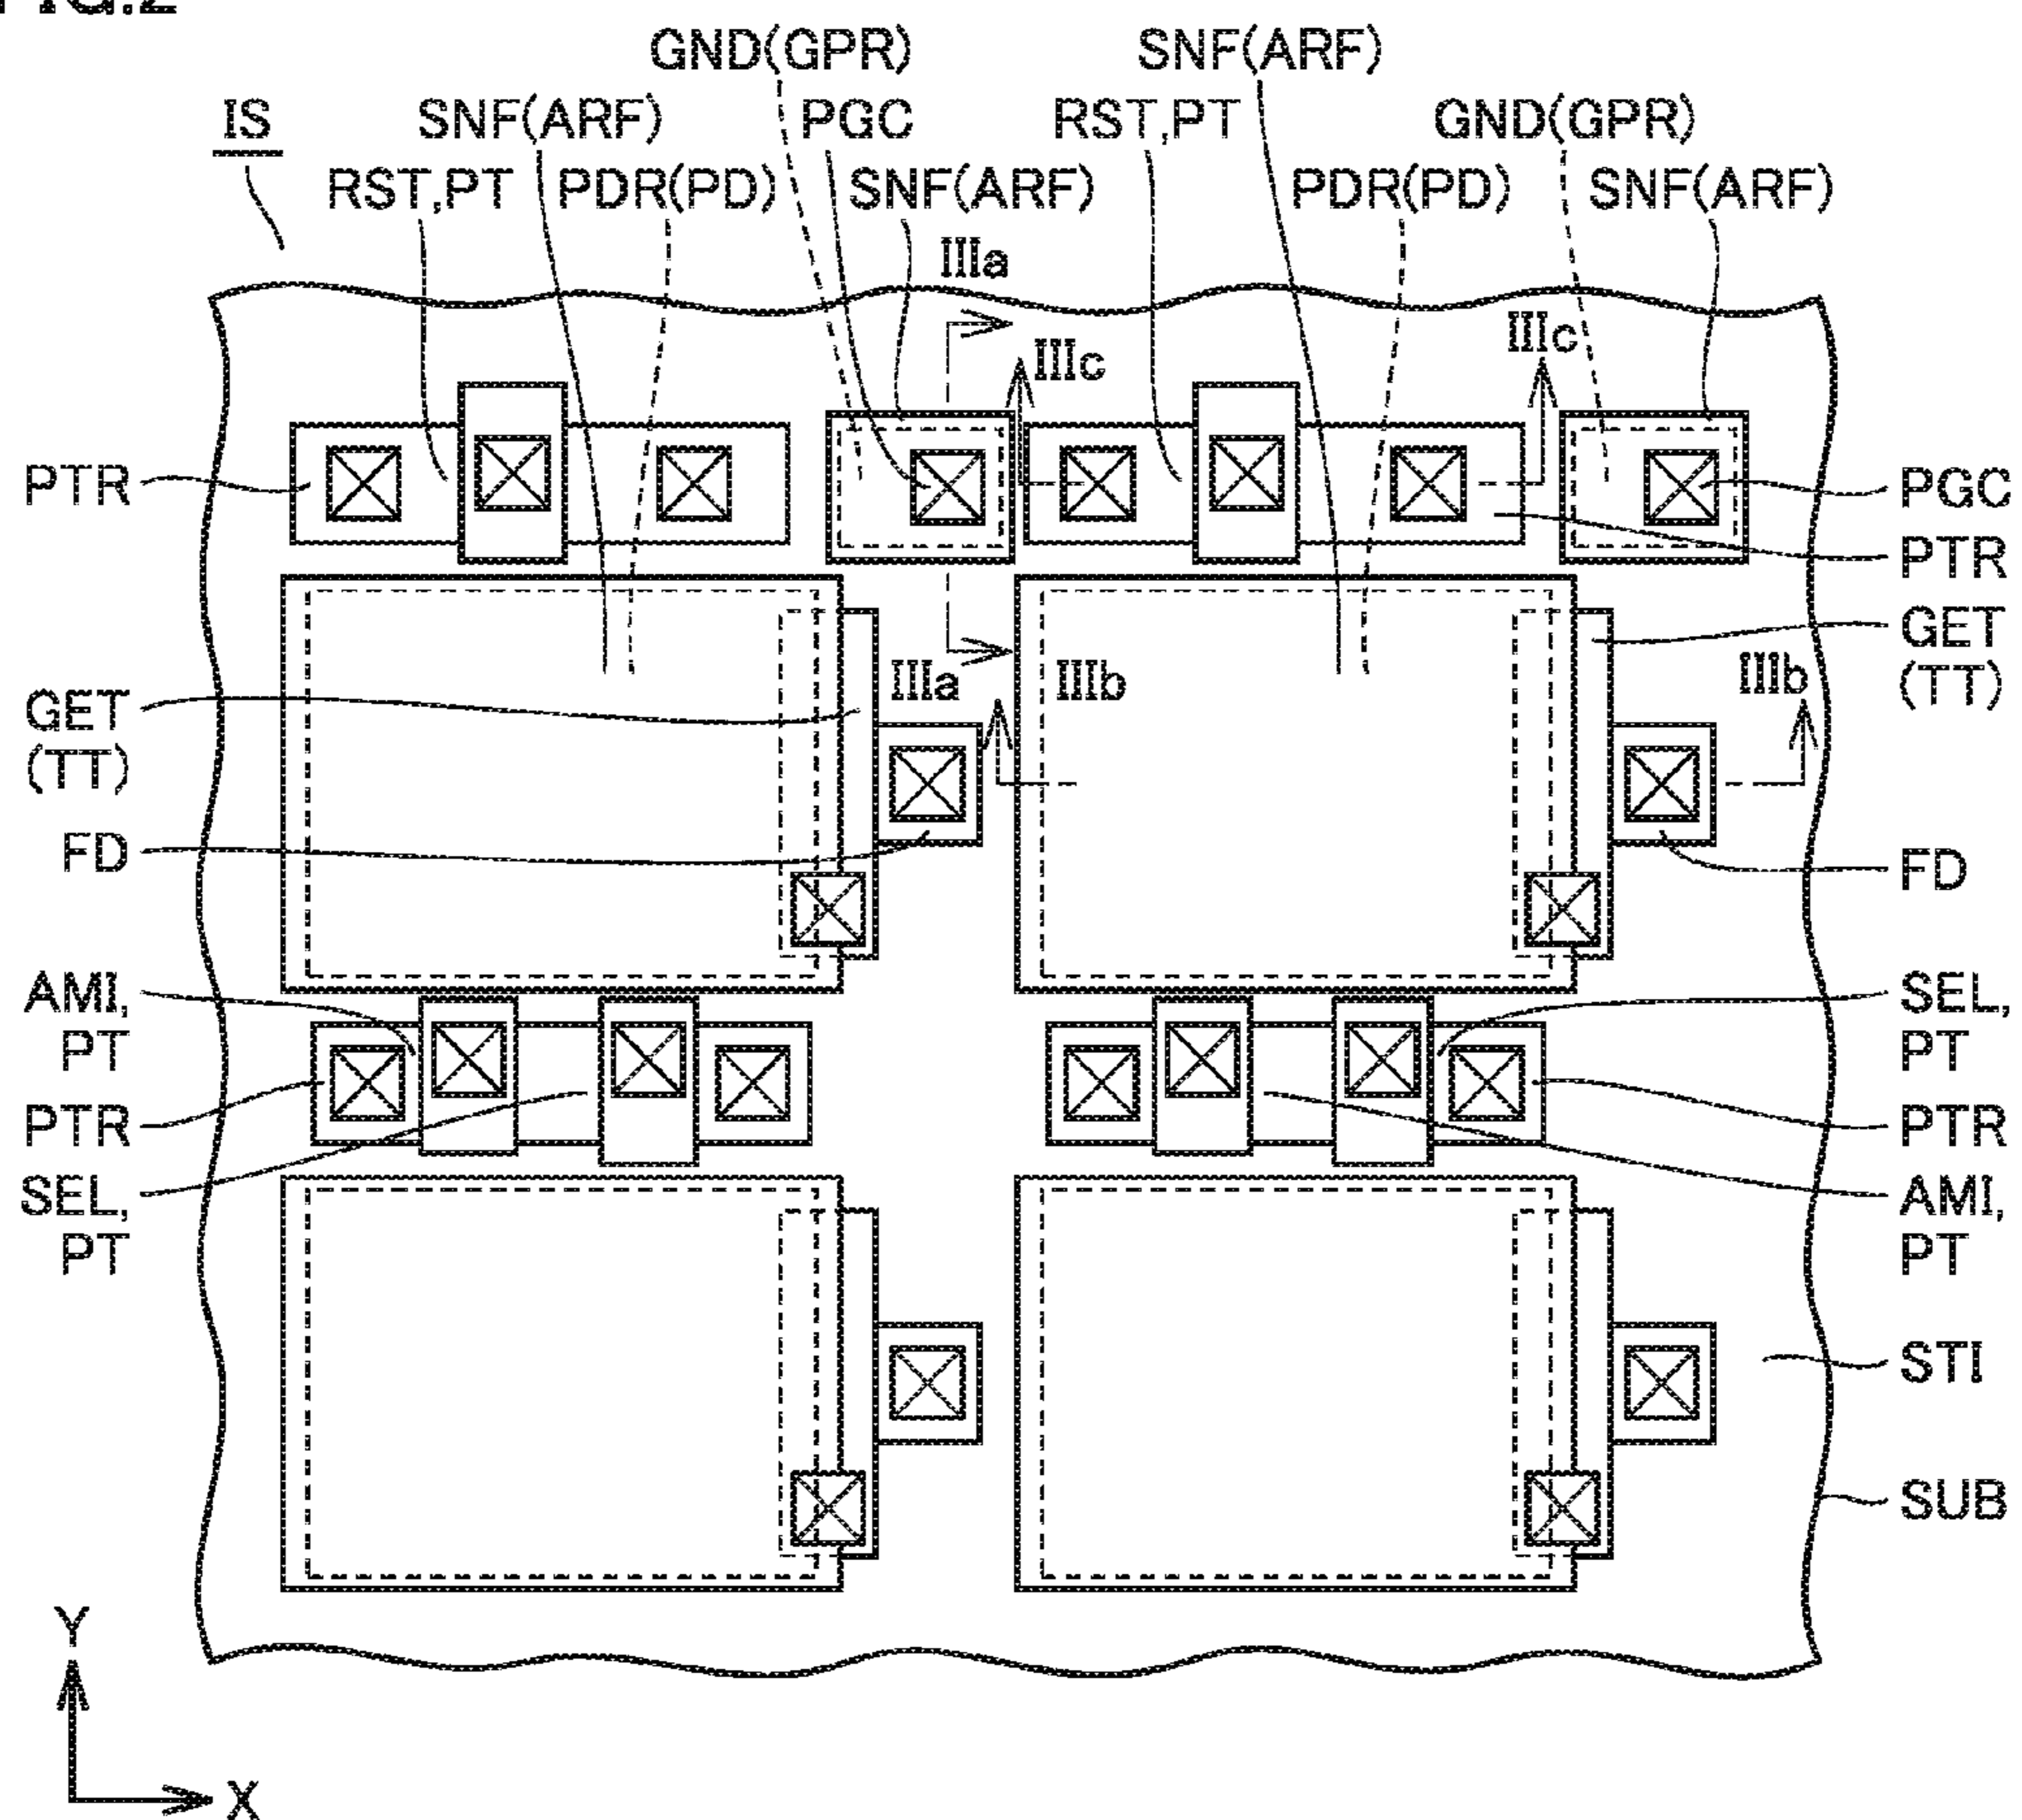 FIG.2
GND(GPR) SNF(ARF)
IS SNF(ARF) PGC RST,PT GND(GPR)
RST,PT PDR(PD) SNF(ARF) PDR(PD) SNF(ARF)
IIIa
IIIc IIIc
PTR PGC
PTR
GET
(TT)
IIIa IIIb IIIb
GET
(TT)
FD FD
AMI,
PT
SEL,
PT
PTR PTR
SEL,
PT
AMI,
PT
STI
SUB
Y
X